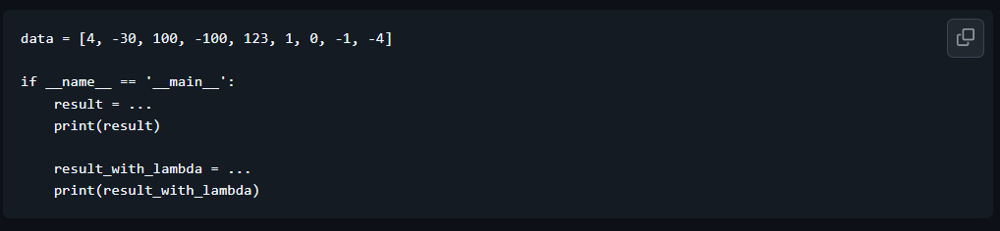 data = [4, -30, 100, -100, 123, 1, 0, -1, -4]
if __name__ == '__main__':
    result = ...
    print(result)
    result_with_lambda = ...
    print(result_with_lambda)